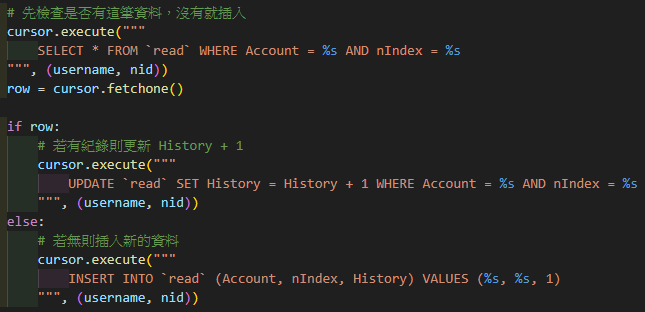 # 先檢查是否有這筆資料，沒有就插入
cursor.execute("""
    SELECT * FROM `read` WHERE Account = %s AND nIndex = %s
""", (username, nid))
row = cursor.fetchone()

if row:
    # 若有紀錄則更新 History + 1
    cursor.execute("""
        UPDATE `read` SET History = History + 1 WHERE Account = %s AND nIndex = %s
    """, (username, nid))
else:
    # 若無則插入新的資料
    cursor.execute("""
        INSERT INTO `read` (Account, nIndex, History) VALUES (%s, %s, 1)
    """, (username, nid))